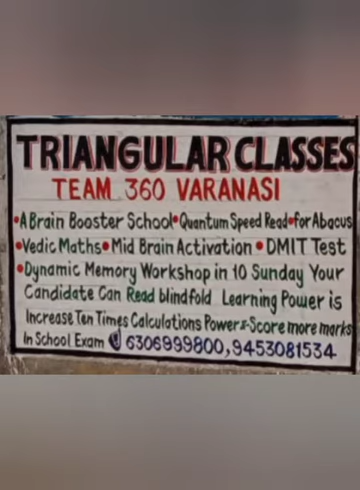 TRIANGULAR CLASSES
TEAM 360 VARANASI
•A Brain Booster School•Quantum Speed Read•for Abacus
•Vedic Maths•Mid Brain Activation •DMIT Test
•Dynamic Memory Workshop in 10 Sunday Your
Candidate Can Read blindfold Learning Power is
Increase Ten Times Calculations Power&Score more marks
In School Exam 6306999800,9453081534